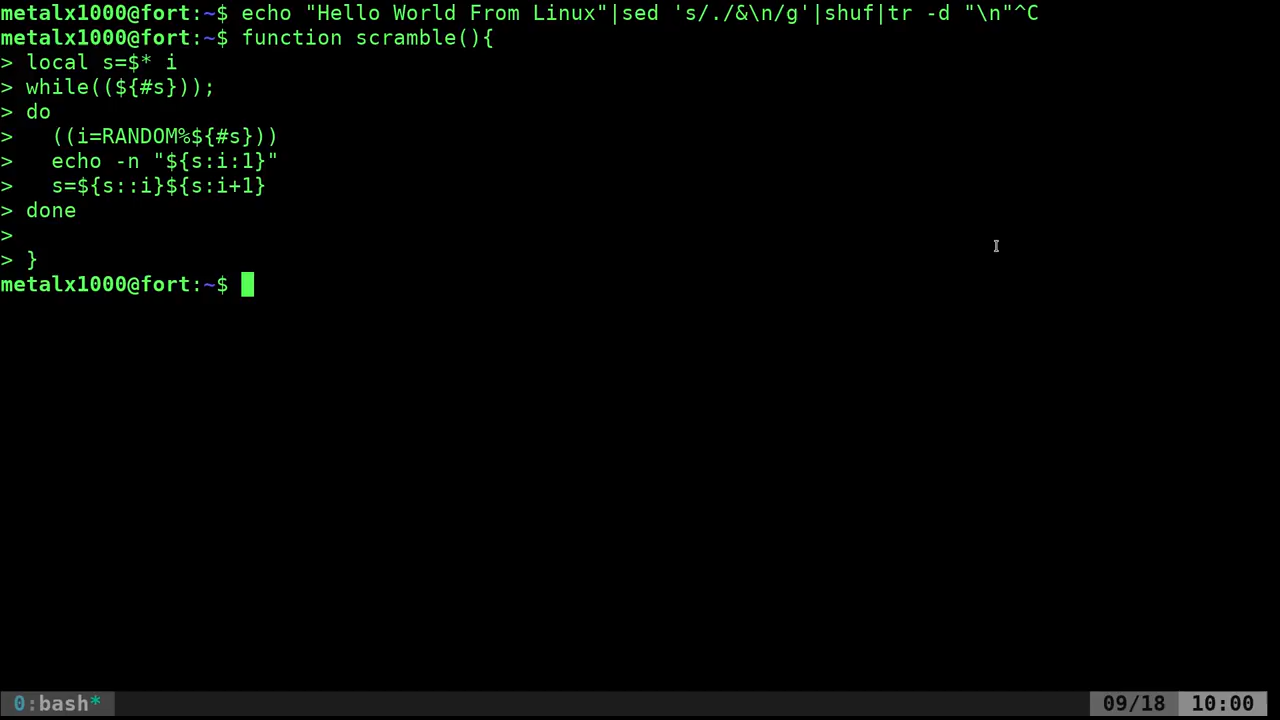 metalx1000@fort:~$ echo "Hello World From Linux"|sed 's/./&\n/g'|shuf|tr -d "\n"^C
metalx1000@fort:~$ function scramble(){
> local s=$* i
> while((${#s}));
> do
>   ((i=RANDOM%${#s}))
>   echo -n "${s:i:1}"
>   s=${s::i}${s:i+1}
> done
>
> }
metalx1000@fort:~$
0:bash* 09/18 10:00